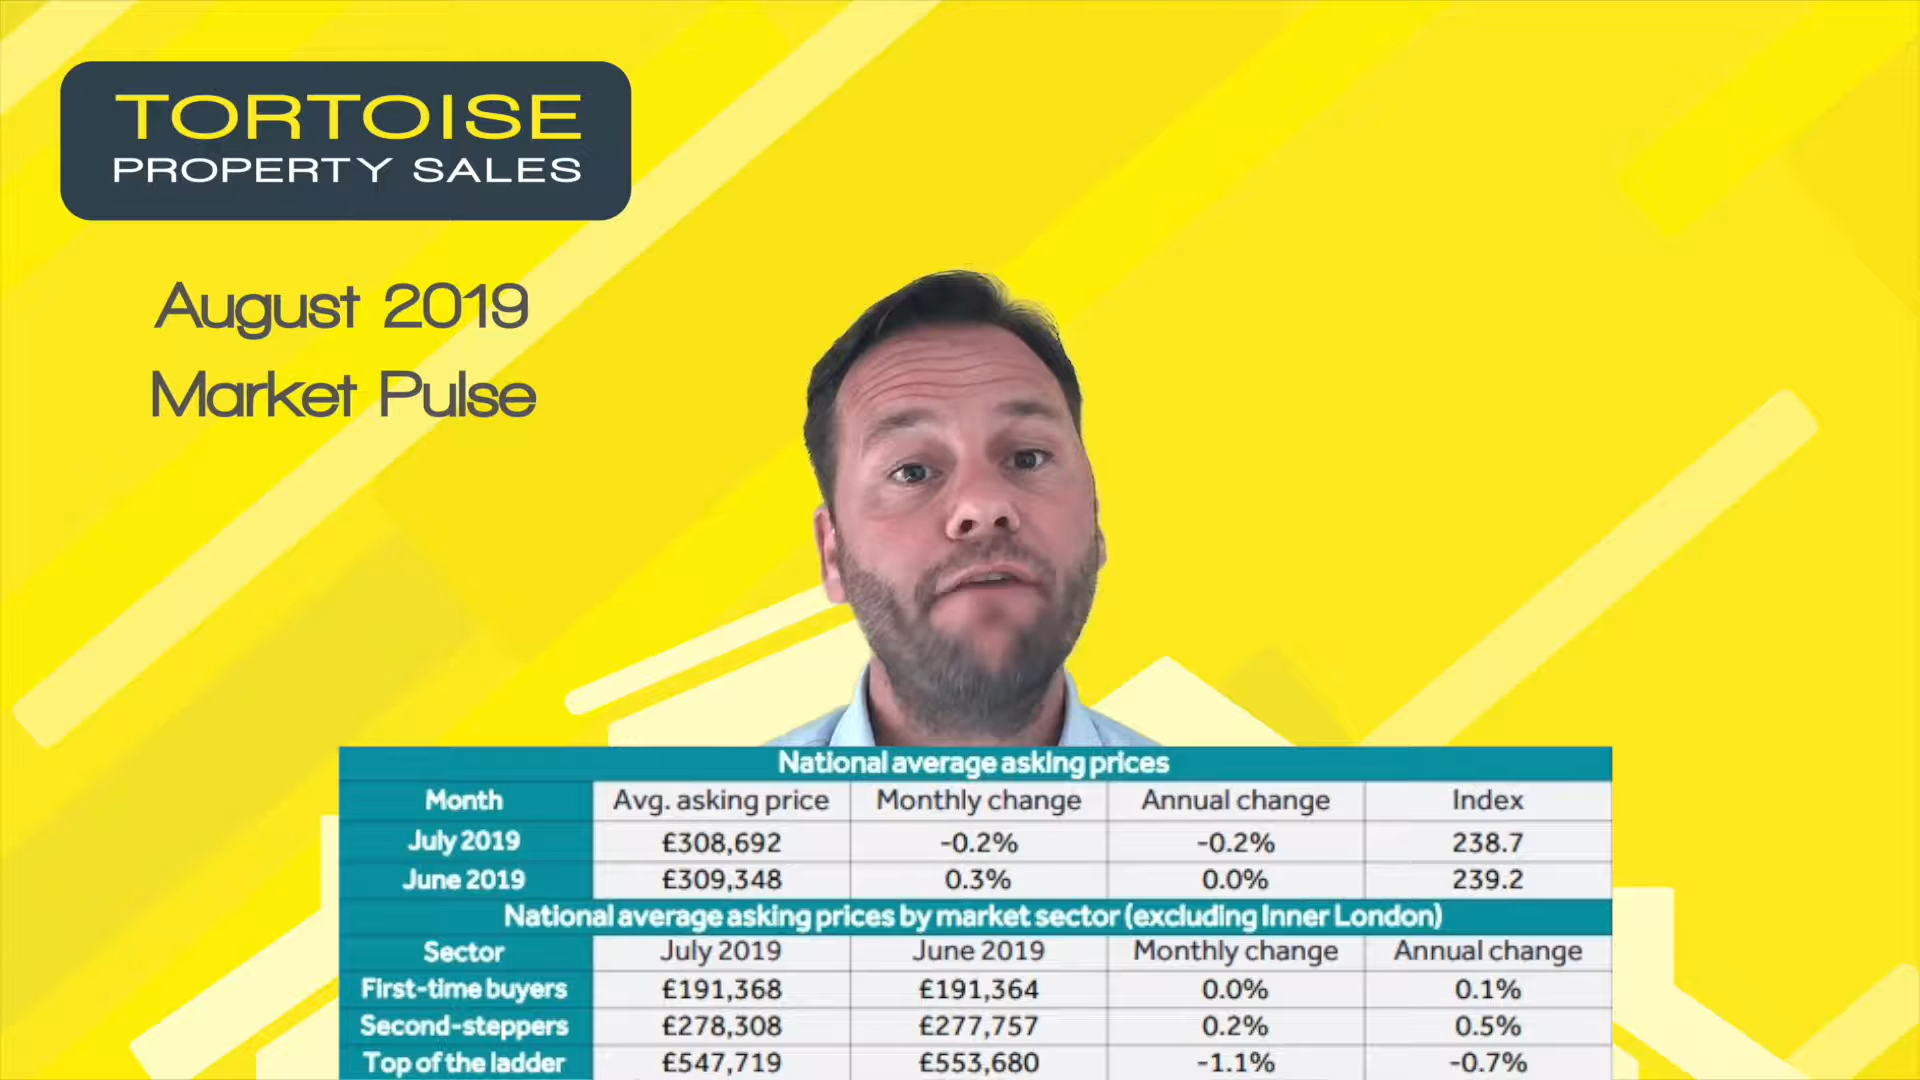 TORTOISE
PROPERTY SALES
August 2019
Market Pulse
National average asking prices
Month Avg. asking price Monthly change Annual change Index
July 2019 £308,692 -0.2% -0.2% 238.7
June 2019 £309,348 0.3% 0.0% 239.2
National average asking prices by market sector (excluding Inner London)
Sector July 2019 June 2019 Monthly change Annual change
First-time buyers £191,368 £191,364 0.0% 0.1%
Second-steppers £278,308 £277,757 0.2% 0.5%
Top of the ladder £547,719 £553,680 -1.1% -0.7%